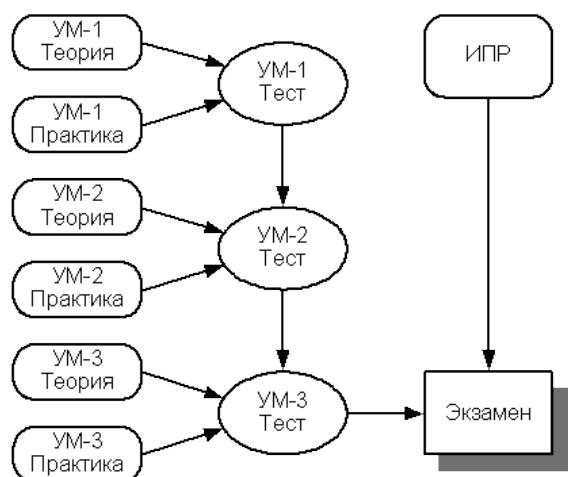 УМ-1
Теория
УМ-1
Практика
УМ-1
Тест
ИПР
УМ-2
Теория
УМ-2
Практика
УМ-2
Тест
УМ-3
Теория
УМ-3
Практика
УМ-3
Тест
Экзамен